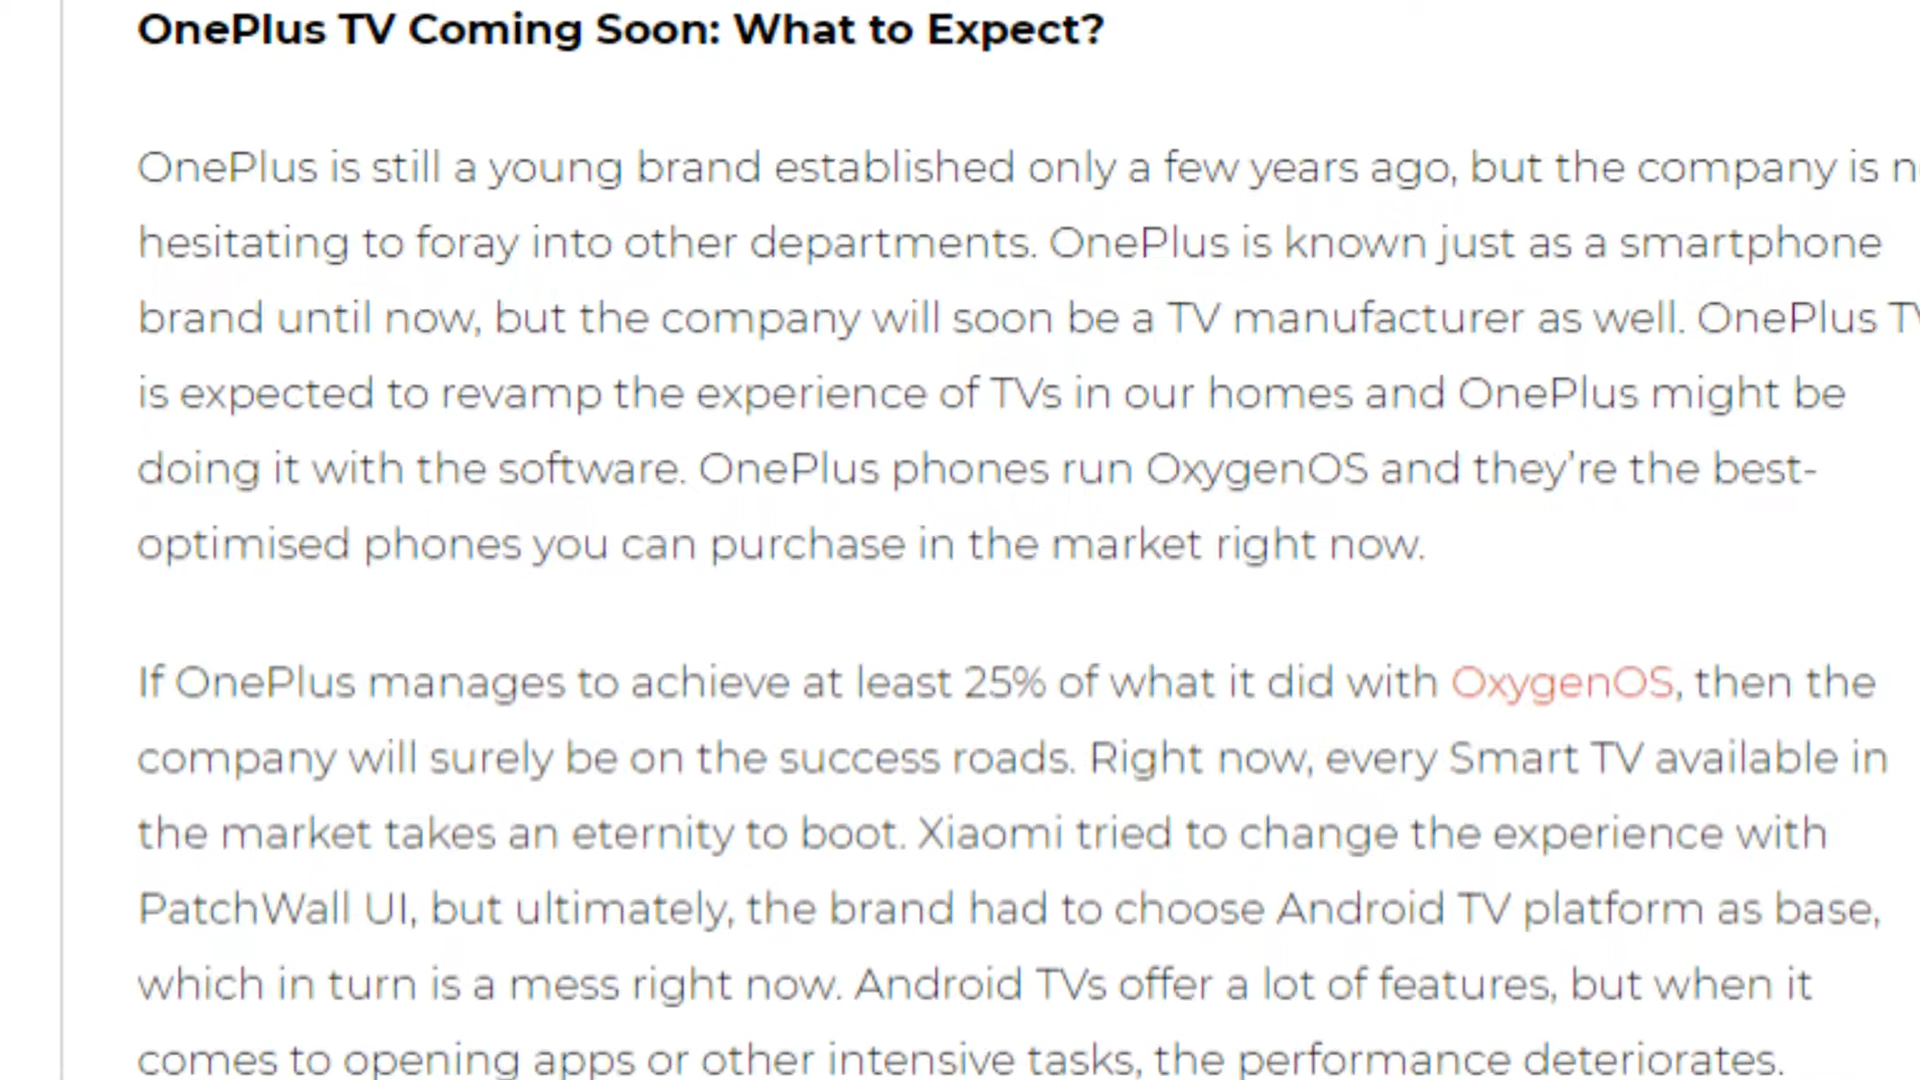 OnePlus TV Coming Soon: What to Expect?
OnePlus is still a young brand established only a few years ago, but the company is
hesitating to foray into other departments. OnePlus is known just as a smartphone
brand until now, but the company will soon be a TV manufacturer as well. OnePlus TV
is expected to revamp the experience of TVs in our homes and OnePlus might be
doing it with the software. OnePlus phones run OxygenOS and they’re the best-
optimised phones you can purchase in the market right now.
If OnePlus manages to achieve at least 25% of what it did with OxygenOS, then the
company will surely be on the success roads. Right now, every Smart TV available in
the market takes an eternity to boot. Xiaomi tried to change the experience with
PatchWall UI, but ultimately, the brand had to choose Android TV platform as base,
which in turn is a mess right now. Android TVs offer a lot of features, but when it
comes to opening apps or other intensive tasks, the performance deteriorates.